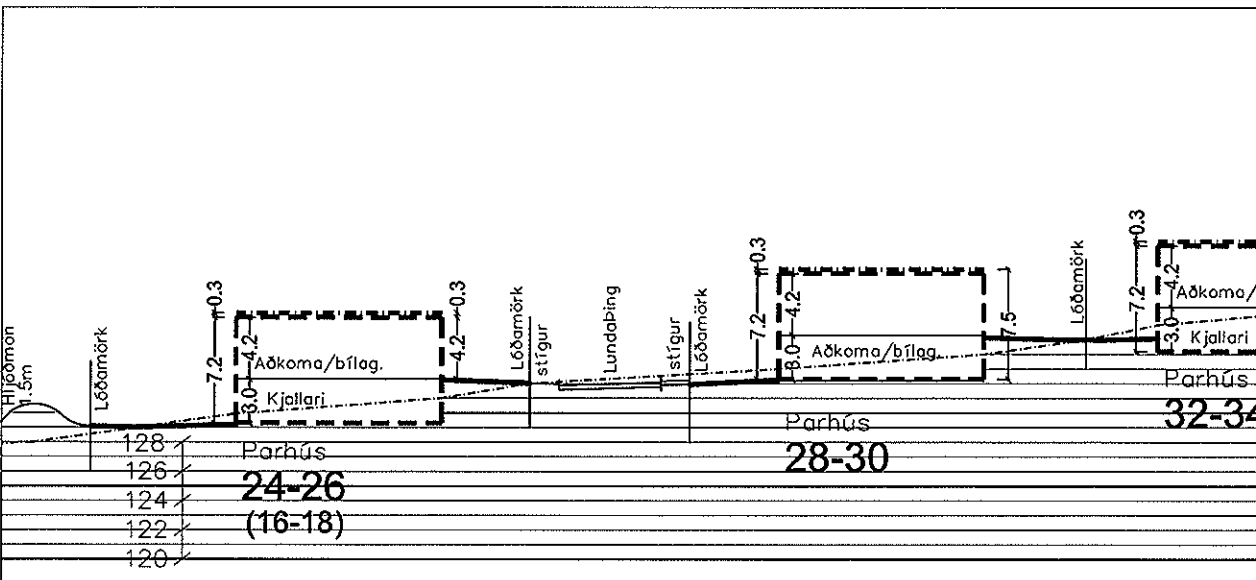 Hljóðmön
1.5m
Lóðamörk
7.2
0.3
4.2
3.0
Aðkoma/bílag.
Kjallari
4.2
0.3
Lóðamörk
stígur
Lundaþing
stígur
Lóðamörk
7.2
0.3
4.2
3.0
Aðkoma/bílag.
7.5
Lóðamörk
7.2
0.3
4.2
3.0
Aðkoma/
Kjallari
Parhús
24-26
(16-18)
Parhús
28-30
Parhús
32-34
128
126
124
122
120